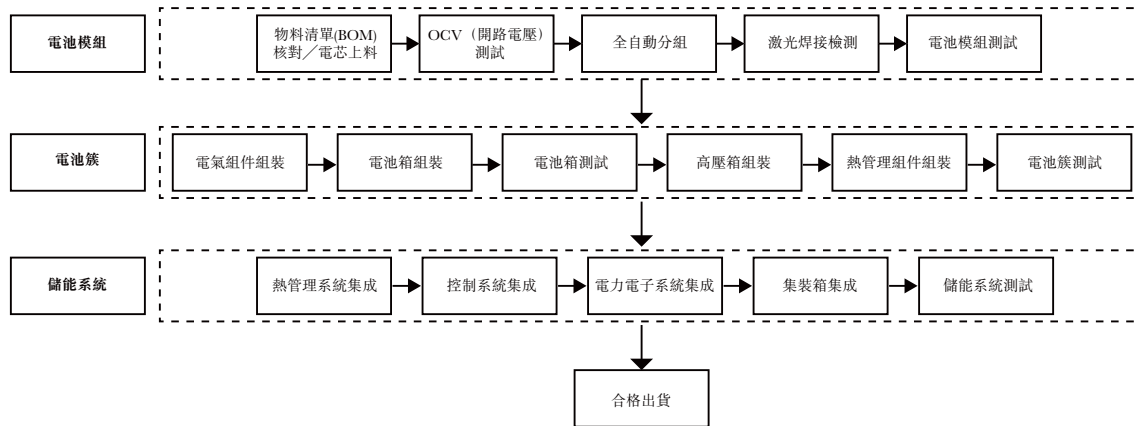 電池模組
物料清單(BOM)
核對／電芯上料
OCV（開路電壓）
測試
全自動分組
激光焊接檢測
電池模組測試
電池簇
電氣組件組裝
電池箱組裝
電池箱測試
高壓箱組裝
熱管理組件組裝
電池簇測試
儲能系統
熱管理系統集成
控制系統集成
電力電子系統集成
集裝箱集成
儲能系統測試
合格出貨